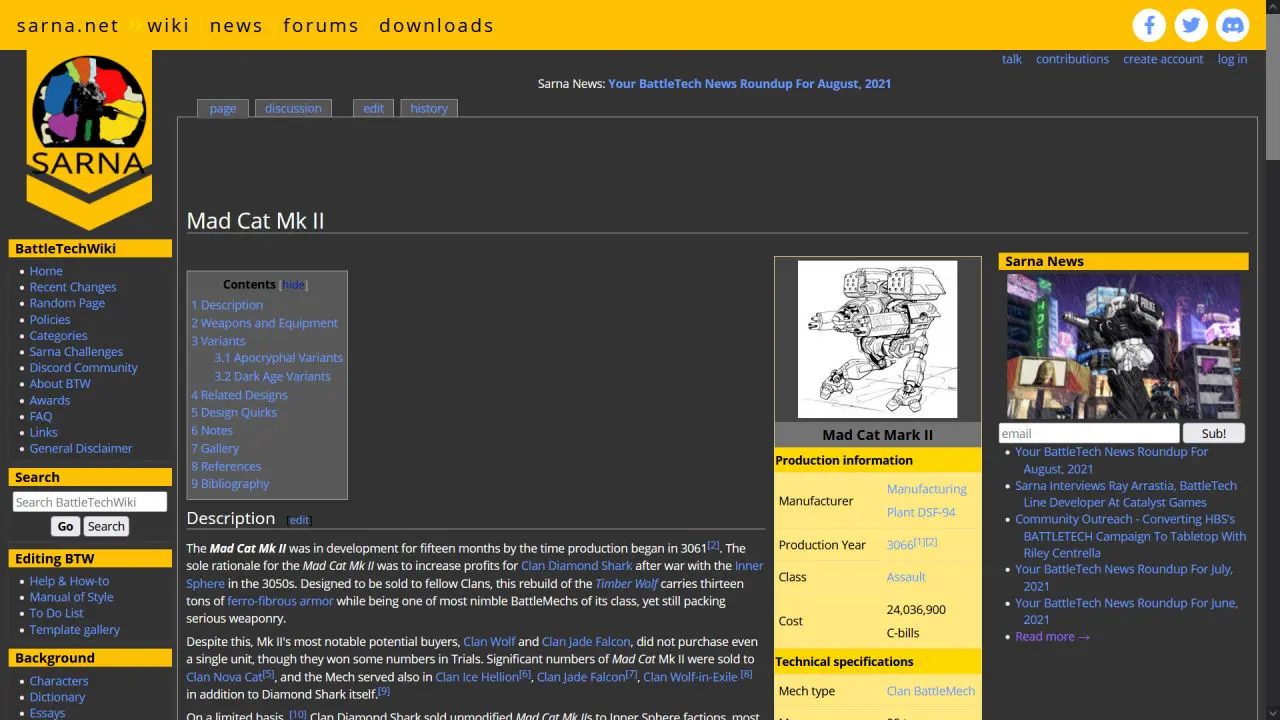 sarna.net » wiki news forums downloads
talk contributions create account log in
Sarna News: Your BattleTech News Roundup For August, 2021
page discussion edit history
SARNA
Mad Cat Mk II
BattleTechWiki
Home
Recent Changes
Random Page
Policies
Categories
Sarna Challenges
Discord Community
About BTW
Awards
FAQ
Links
General Disclaimer
Search
Search BattleTechWiki
Go Search
Editing BTW
Help & How-to
Manual of Style
To Do List
Template gallery
Background
Characters
Dictionary
Essays
Contents [hide]
1 Description
2 Weapons and Equipment
3 Variants
3.1 Apocryphal Variants
3.2 Dark Age Variants
4 Related Designs
5 Design Quirks
6 Notes
7 Gallery
8 References
9 Bibliography
Description [edit]
The Mad Cat Mk II was in development for fifteen months by the time production began in 3061[2]. The
sole rationale for the Mad Cat Mk II was to increase profits for Clan Diamond Shark after war with the Inner
Sphere in the 3050s. Designed to be sold to fellow Clans, this rebuild of the Timber Wolf carries thirteen
tons of ferro-fibrous armor while being one of most nimble BattleMechs of its class, yet still packing
serious weaponry.
Despite this, Mk II's most notable potential buyers, Clan Wolf and Clan Jade Falcon, did not purchase even
a single unit, though they won some numbers in Trials. Significant numbers of Mad Cat Mk II were sold to
Clan Nova Cat[5], and the Mech served also in Clan Ice Hellion[6], Clan Jade Falcon[7], Clan Wolf-in-Exile [8]
in addition to Diamond Shark itself.[9]
On a limited basis, [10] Clan Diamond Shark sold unmodified Mad Cat Mk IIs to Inner Sphere factions, most
Mad Cat Mark II
Production information
Manufacturer Manufacturing
Plant DSF-94
Production Year 3066[1][2]
Class Assault
Cost 24,036,900
C-bills
Technical specifications
Mech type Clan BattleMech
Sarna News
HOTEL
POLICE
email Sub!
Your BattleTech News Roundup For
August, 2021
Sarna Interviews Ray Arrastia, BattleTech
Line Developer At Catalyst Games
Community Outreach - Converting HBS's
BATTLETECH Campaign To Tabletop With
Riley Centrella
Your BattleTech News Roundup For July,
2021
Your BattleTech News Roundup For June,
2021
Read more →